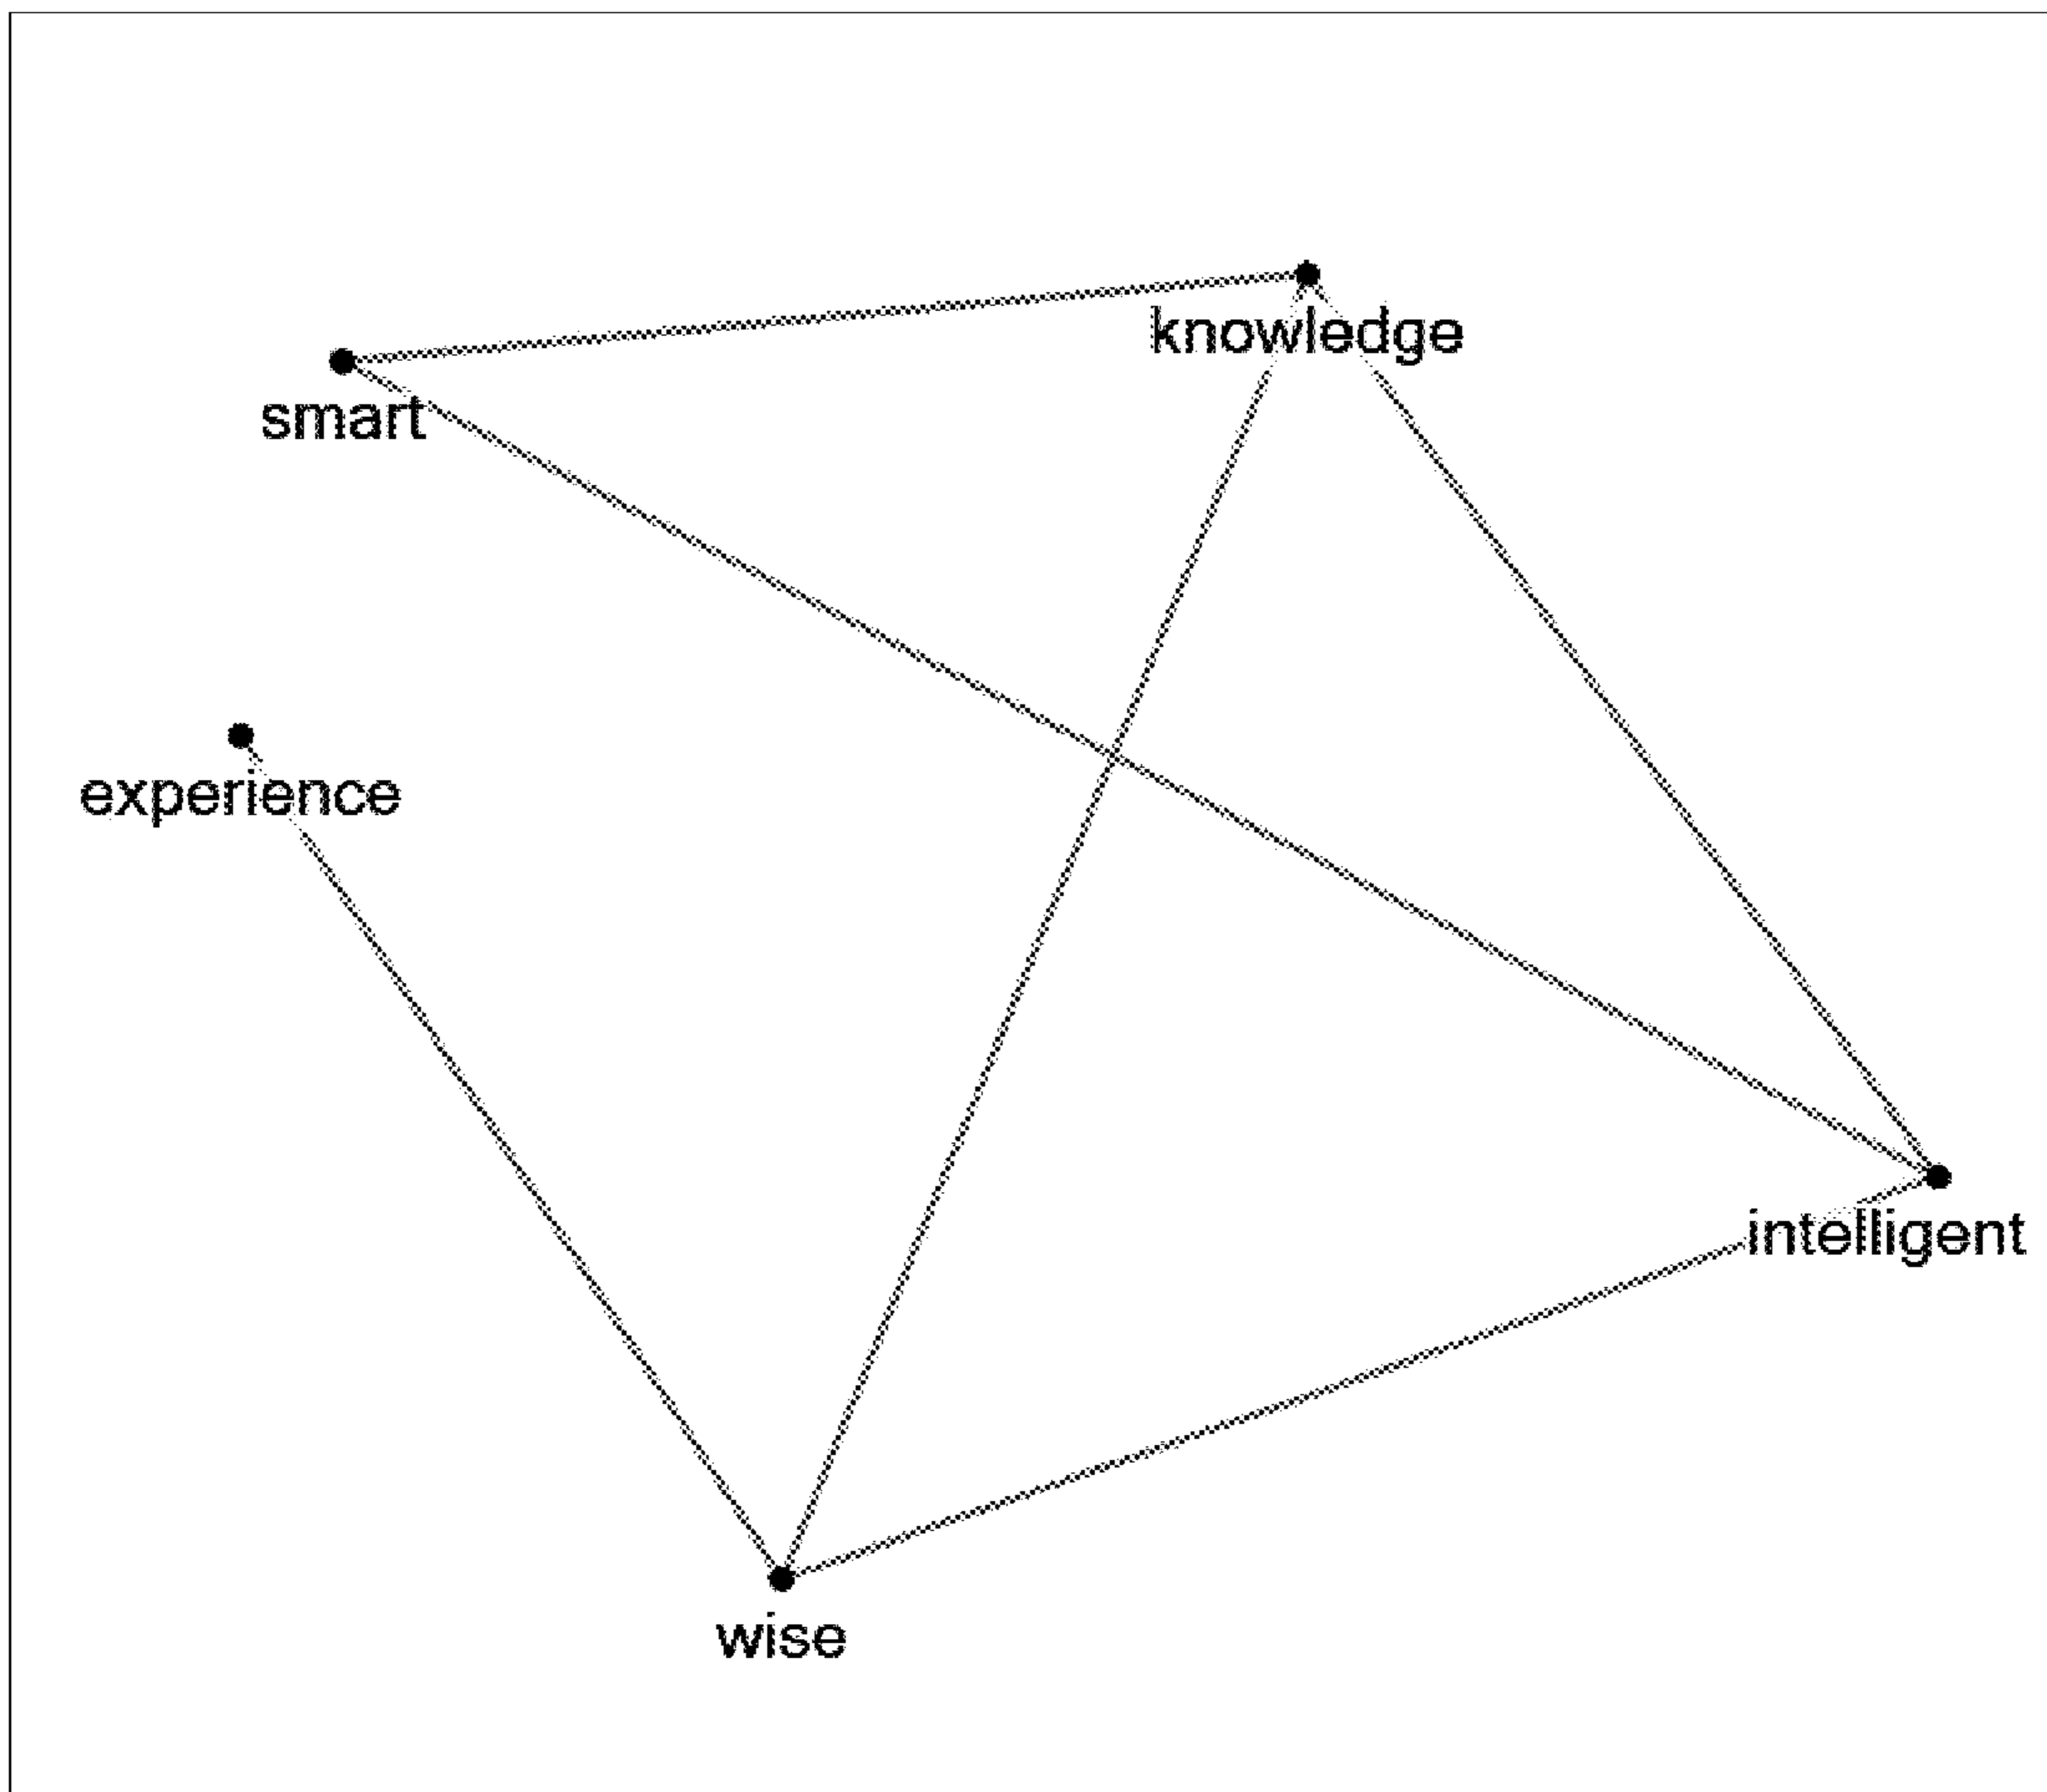 knowledge
smart
experience
intelligent
wise